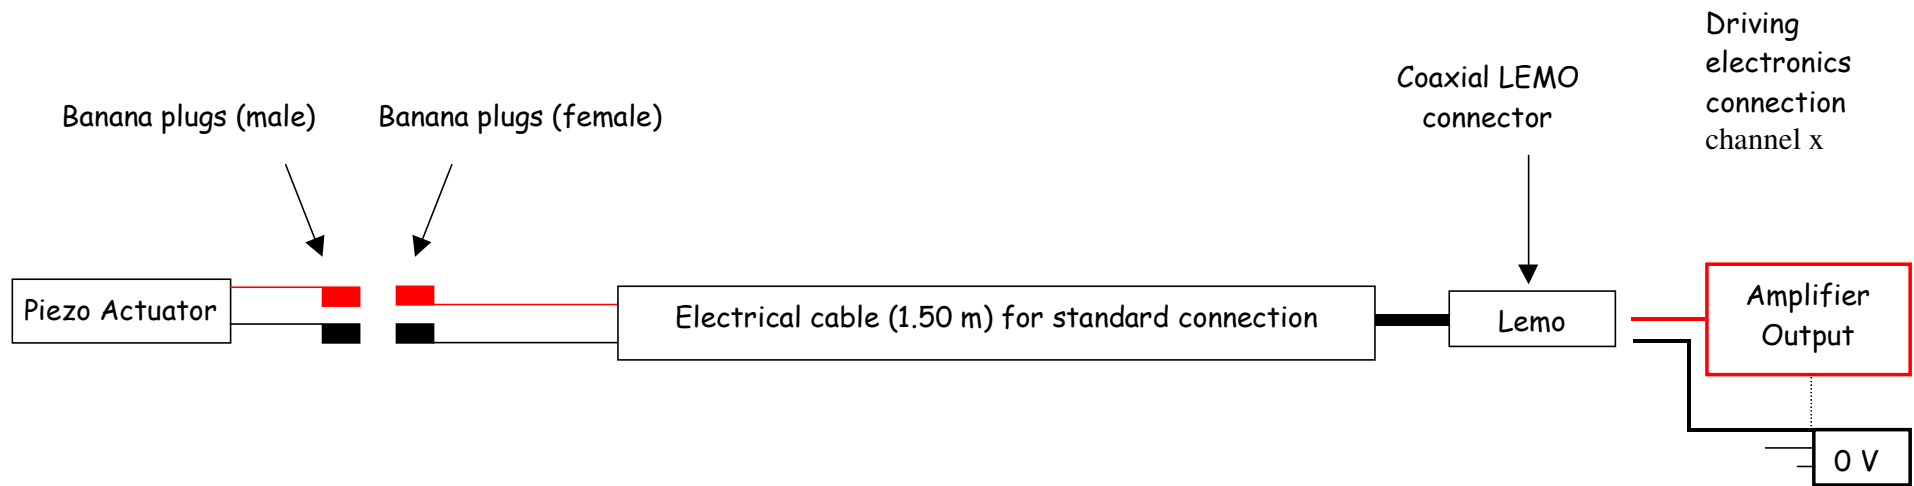 Driving
electronics
connection
channel x
Coaxial LEMO
connector
Banana plugs (male)
Banana plugs (female)
Piezo Actuator
Electrical cable (1.50 m) for standard connection
Lemo
Amplifier
Output
0 V